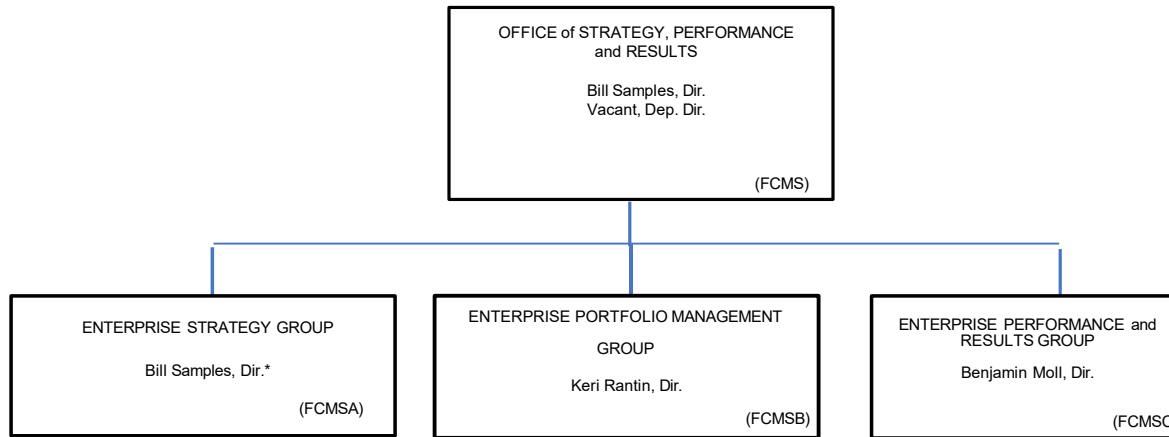 OFFICE of STRATEGY, PERFORMANCE
and RESULTS
Bill Samples, Dir.
Vacant, Dep. Dir.
(FCMS)
ENTERPRISE STRATEGY GROUP
Bill Samples, Dir.*
(FCMSA)
ENTERPRISE PORTFOLIO MANAGEMENT
GROUP
Keri Rantin, Dir.
(FCMSB)
ENTERPRISE PERFORMANCE and
RESULTS GROUP
Benjamin Moll, Dir.
(FCMSC